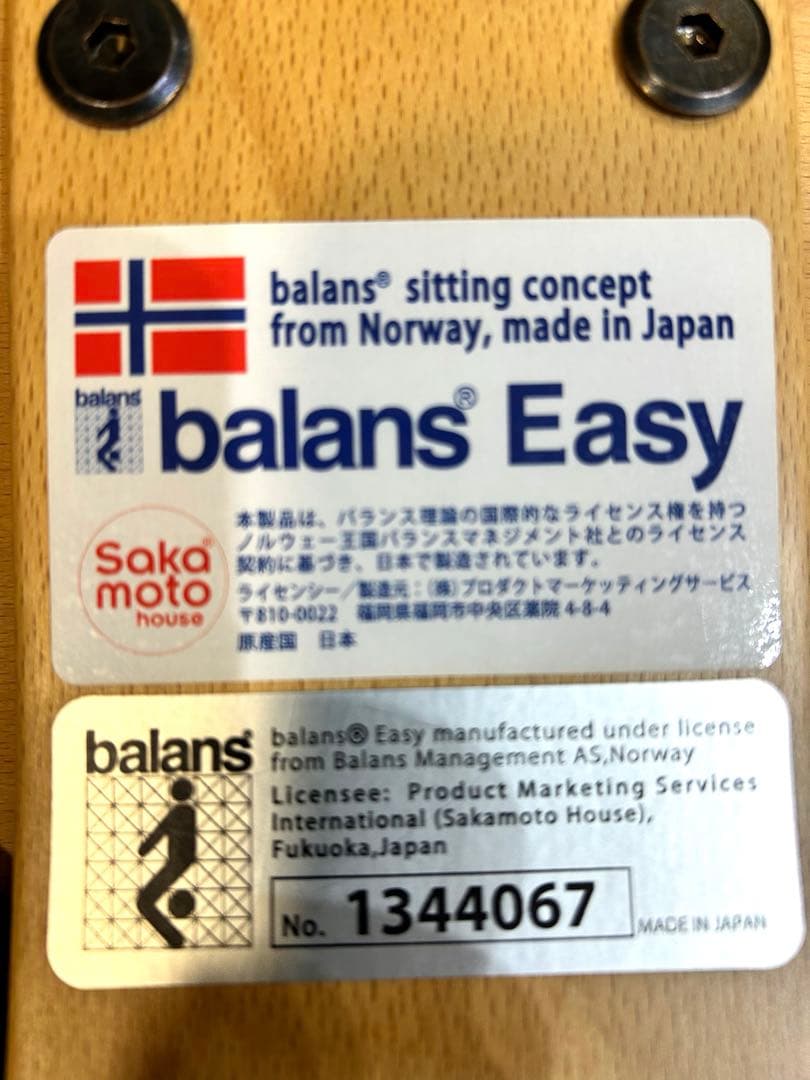 balans® sitting concept
from Norway, made in Japan
balans
balans® Easy
Sakamoto®
house
本製品は、バランス理論の国際的なライセンス権を持つ
ノルウェー王国バランスマネジメント社とのライセンス
契約に基づき、日本で製造されています。
ライセンシー／製造元：(株)プロダクトマーケッティングサービス
〒810-0022 福岡県福岡市中央区薬院 4-8-4
原産国 日本
balans®
balans® Easy manufactured under license
from Balans Management AS,Norway
Licensee: Product Marketing Services
International (Sakamoto House),
Fukuoka,Japan
No. 1344067
MADE IN JAPAN